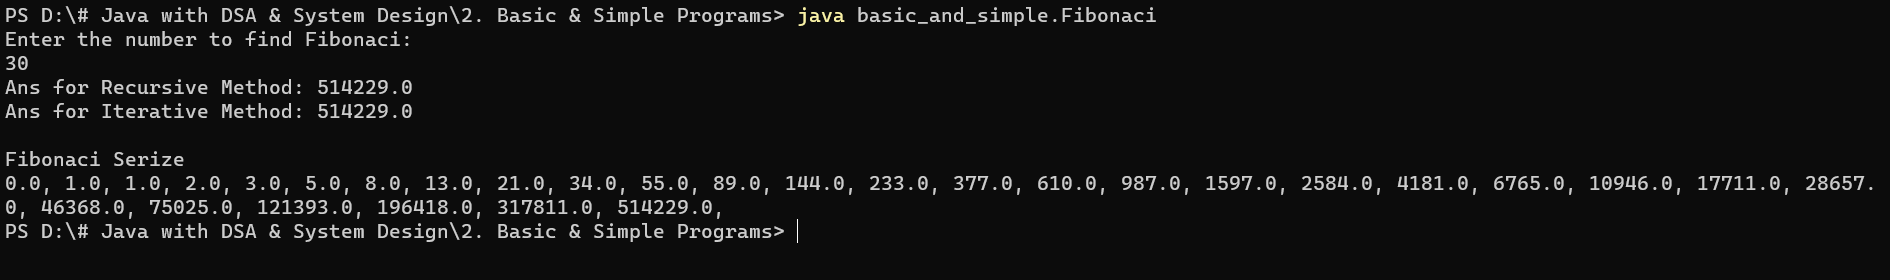 PS D:\# Java with DSA & System Design\2. Basic & Simple Programs> java basic_and_simple.Fibonaci
Enter the number to find Fibonaci:
30
Ans for Recursive Method: 514229.0
Ans for Iterative Method: 514229.0
Fibonaci Serize
0.0, 1.0, 1.0, 2.0, 3.0, 5.0, 8.0, 13.0, 21.0, 34.0, 55.0, 89.0, 144.0, 233.0, 377.0, 610.0, 987.0, 1597.0, 2584.0, 4181.0, 6765.0, 10946.0, 17711.0, 28657.
0, 46368.0, 75025.0, 121393.0, 196418.0, 317811.0, 514229.0,
PS D:\# Java with DSA & System Design\2. Basic & Simple Programs>